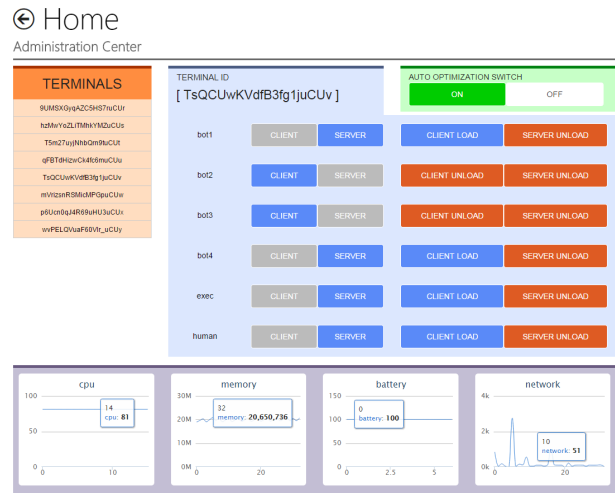 Home
Administration Center
TERMINALS
9UMSXGyqAZC5HS7ruCUr
hzMwYoZLiTMhkYMZuCUs
T5m27uyjNhbQm9tuCUt
qFBTdHizwCk4fc6muCUu
TsQCUwKVdfB3fg1juCUv
mVrizsnRSMicMPGpuCUw
p6Ucn0qJ4R69uHU3uCUx
wvPELQVuaF60Vlr_uCUy
TERMINAL ID
[ TsQCUwKVdfB3fg1juCUv ]
AUTO OPTIMIZATION SWITCH
ON OFF
bot1 CLIENT SERVER CLIENT LOAD SERVER UNLOAD
bot2 CLIENT SERVER CLIENT UNLOAD SERVER UNLOAD
bot3 CLIENT SERVER CLIENT UNLOAD SERVER UNLOAD
bot4 CLIENT SERVER CLIENT LOAD SERVER UNLOAD
exec CLIENT SERVER CLIENT LOAD SERVER UNLOAD
human CLIENT SERVER CLIENT LOAD SERVER UNLOAD
cpu
100
50
0
0 10
14
cpu: 81
memory
30M
20M
10M
0M
0 20
32
memory: 20,650,736
battery
150
100
50
0
0 2.5 5
0
battery: 100
network
4k
2k
0k
0 20
10
network: 51